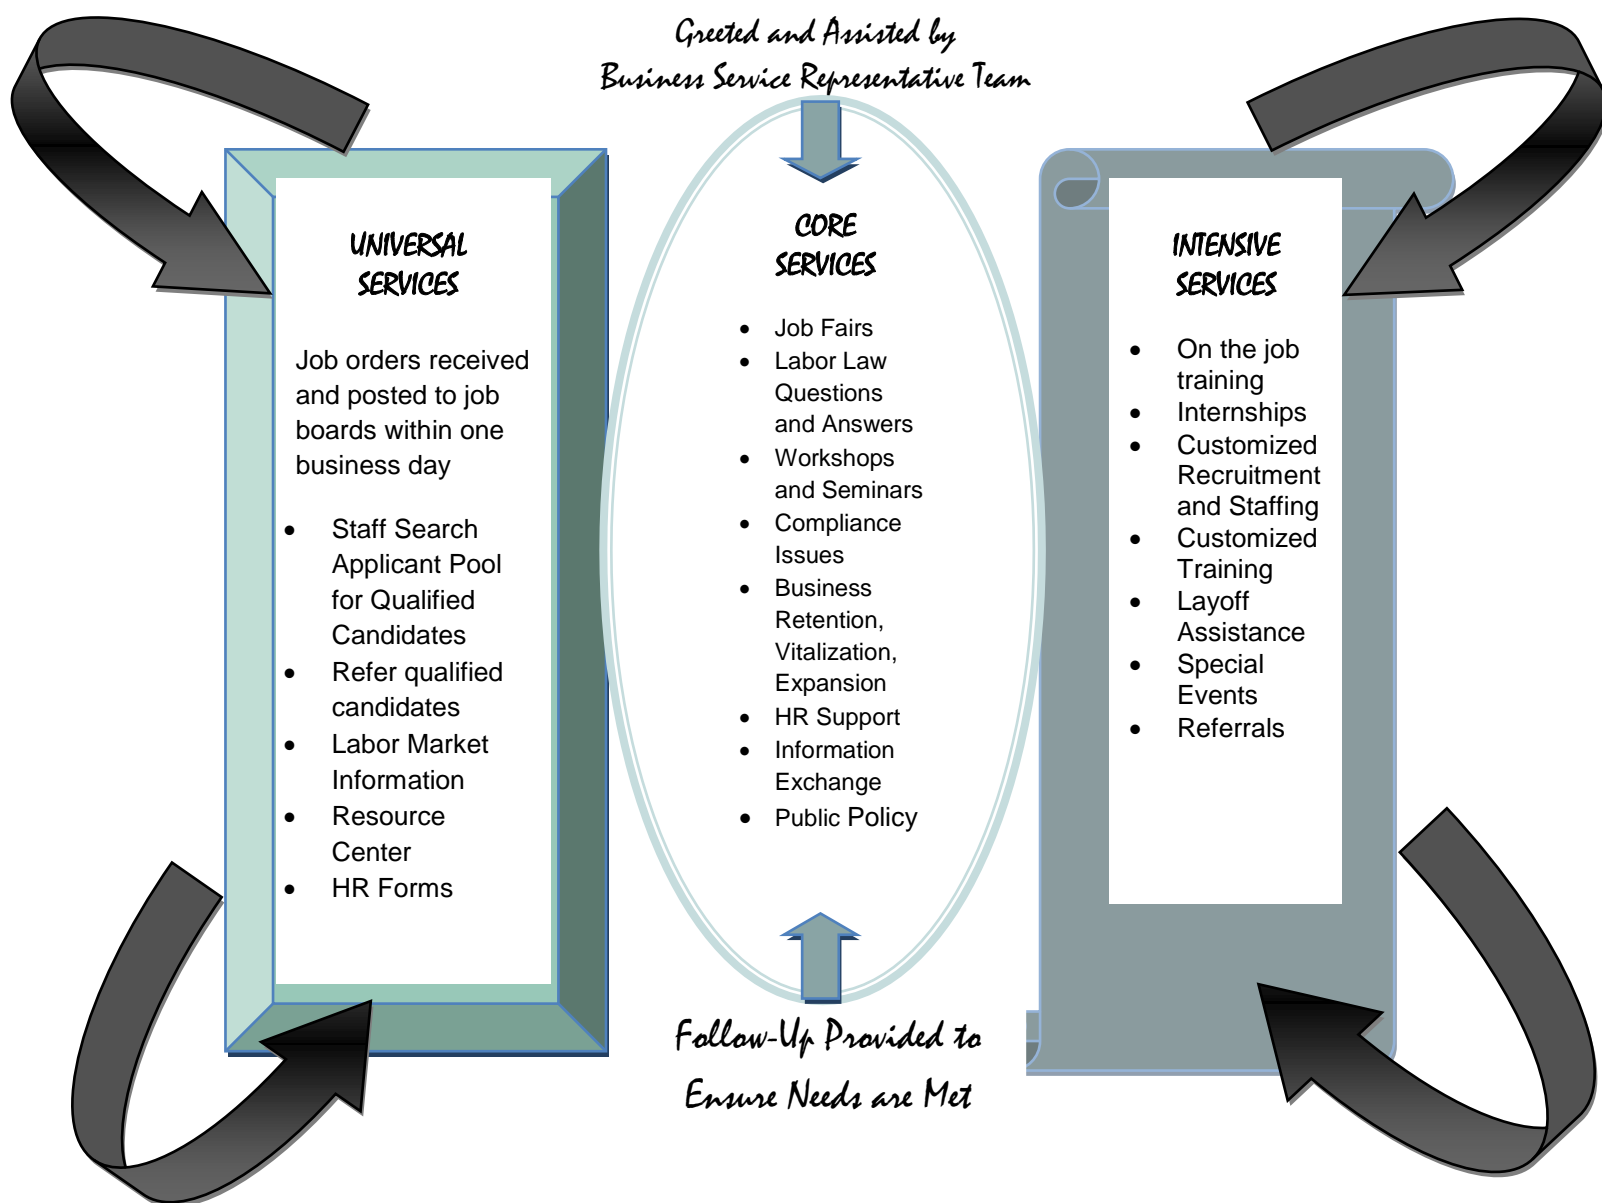 Greeted and Assisted by
Business Service Representative Team
UNIVERSAL
SERVICES
Job orders received
and posted to job
boards within one
business day
• Staff Search
Applicant Pool
for Qualified
Candidates
• Refer qualified
candidates
• Labor Market
Information
• Resource
Center
• HR Forms
CORE
SERVICES
• Job Fairs
• Labor Law
Questions
and Answers
• Workshops
and Seminars
• Compliance
Issues
• Business
Retention,
Vitalization,
Expansion
• HR Support
• Information
Exchange
• Public Policy
INTENSIVE
SERVICES
• On the job
training
• Internships
• Customized
Recruitment
and Staffing
• Customized
Training
• Layoff
Assistance
• Special
Events
• Referrals
Follow-Up Provided to
Ensure Needs are Met